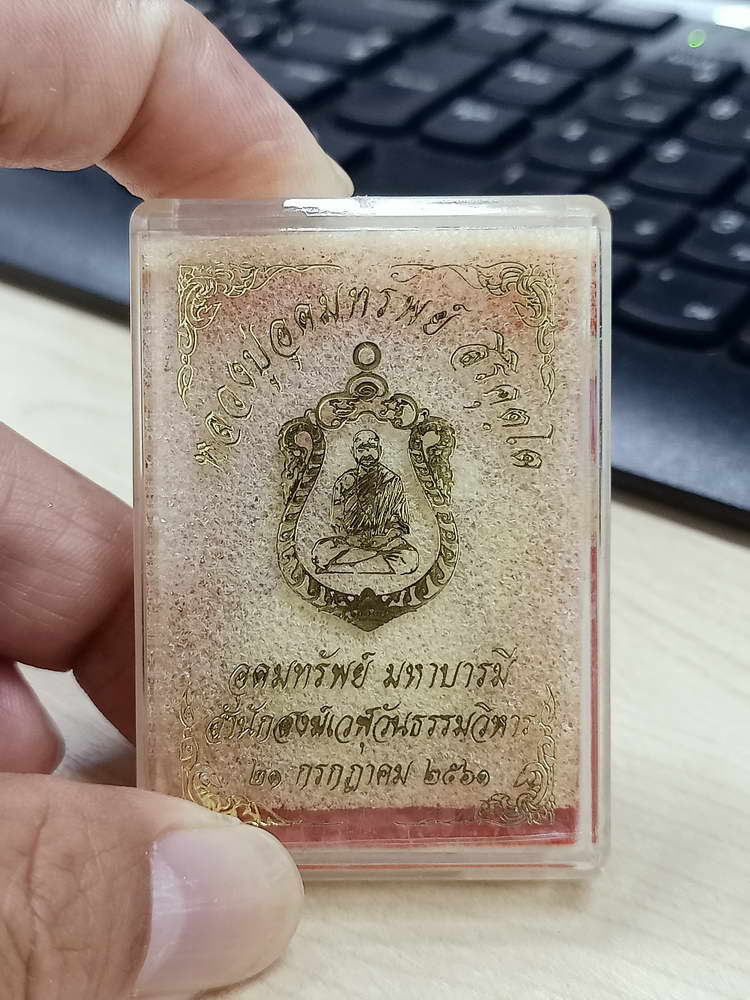 หลวงปู่อุดมทรัพย์ สิริคุตโต
อุดมทรัพย์ มหาบารมี
สำนักสงฆ์เวฬุวันธรรมวิหาร
๒๑ กรกฎาคม ๒๕๖๑